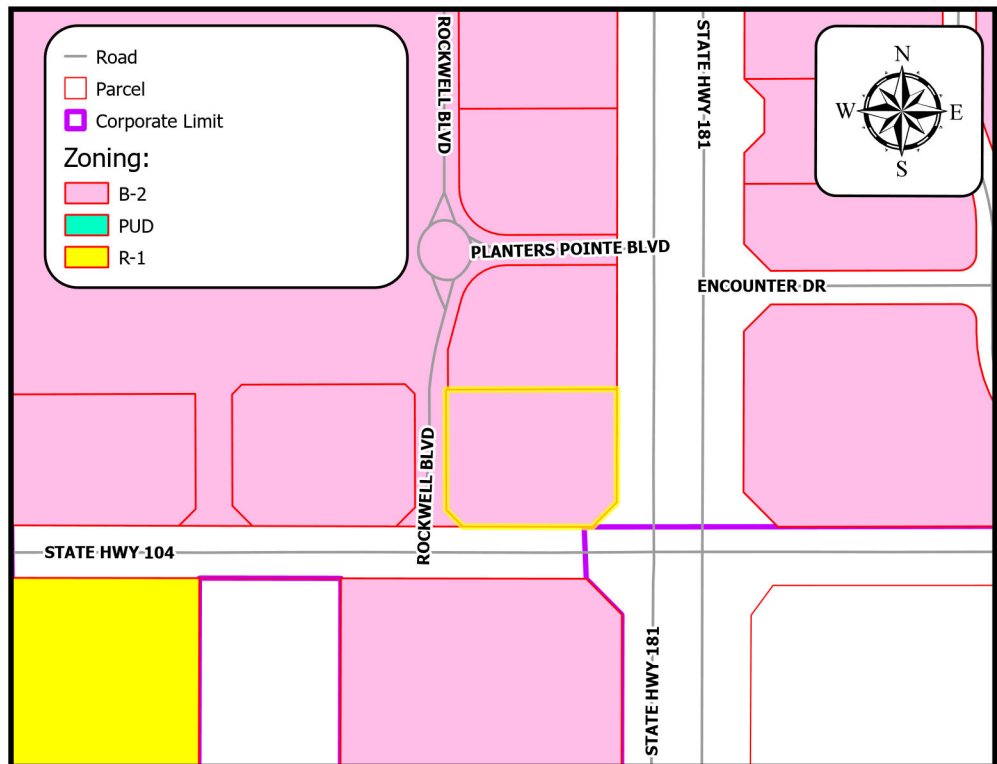 Road
Parcel
Corporate Limit
Zoning:
B-2
PUD
R-1
ROCKWELL BLVD
STATE HWY 181
N
W
E
S
PLANTERS POINTE BLVD
ENCOUNTER DR
ROCKWELL BLVD
STATE HWY 104
STATE HWY 181